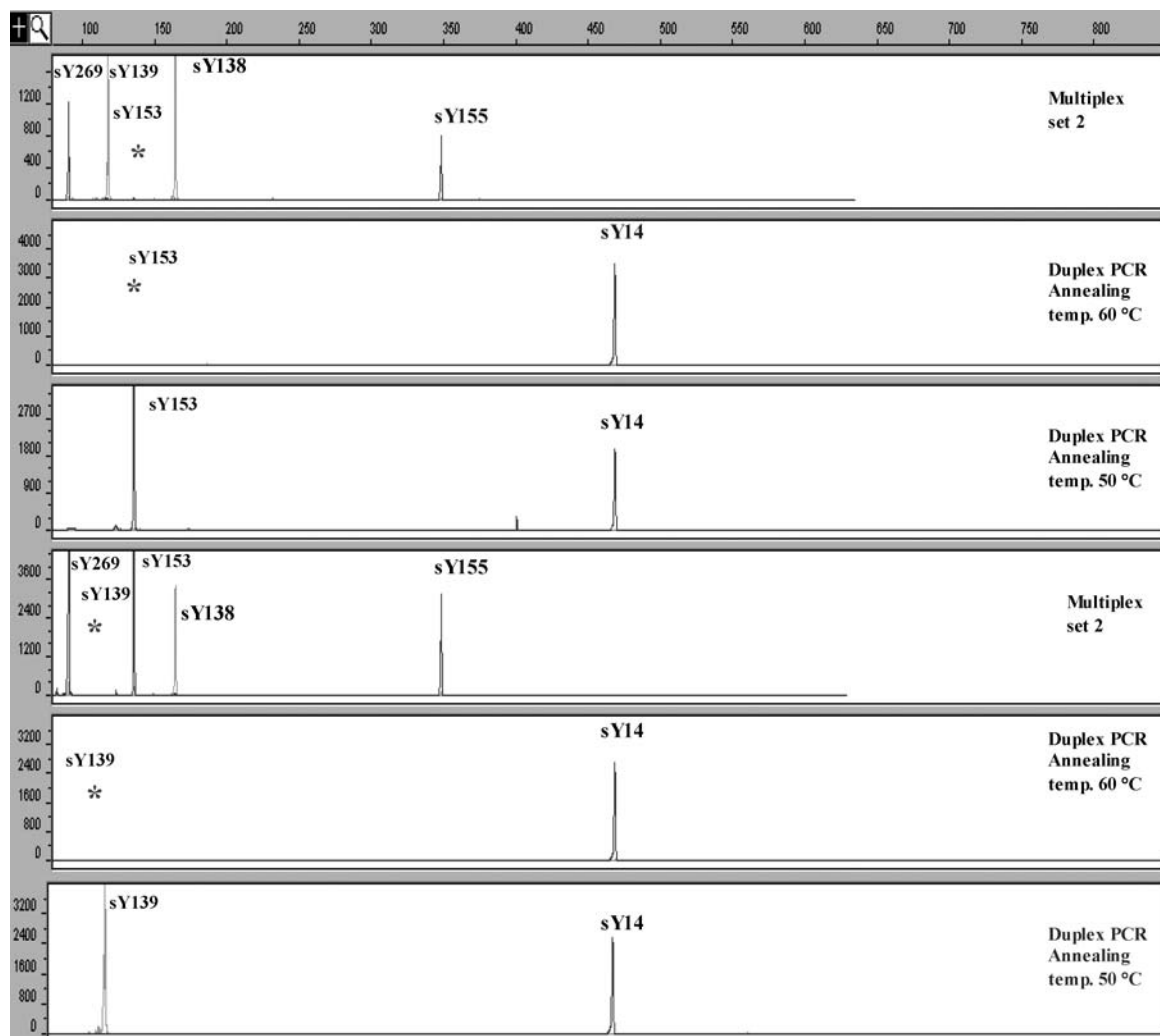 100 150 200 250 300 350 400 450 500 550 600 650 700 750 800
sY269 sY139 sY138
1200
800
400
0
sY153
*
sY155
Multiplex
set 2
4000
3000
2000
1000
0
sY153
*
sY14
Duplex PCR
Annealing
temp. 60 °C
2700
1800
900
0
sY153
sY14
Duplex PCR
Annealing
temp. 50 °C
3600
2400
1200
0
sY269 sY153
sY139
*
sY138
sY155
Multiplex
set 2
3200
2400
1600
800
0
sY139
*
sY14
Duplex PCR
Annealing
temp. 60 °C
3200
2400
1600
800
0
sY139
sY14
Duplex PCR
Annealing
temp. 50 °C